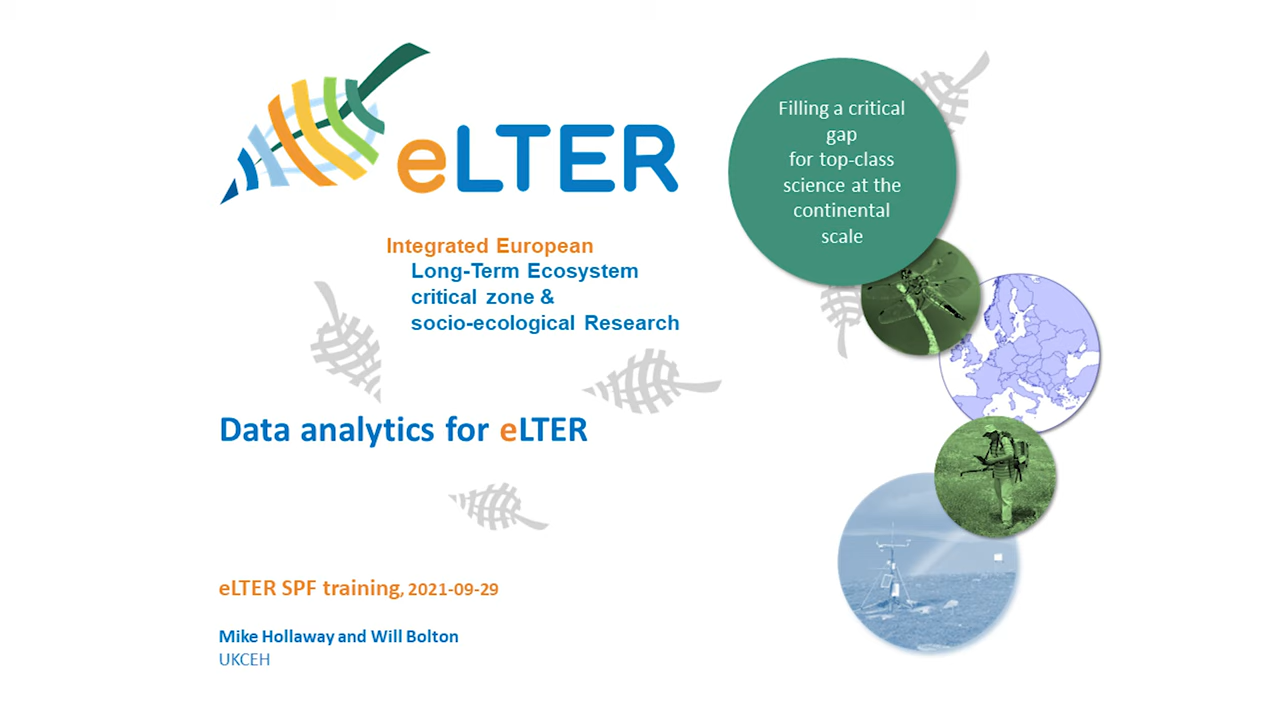 eLTER
Integrated European
Long-Term Ecosystem
critical zone &
socio-ecological Research
Filling a critical
gap
for top-class
science at the
continental
scale
Data analytics for eLTER
eLTER SPF training, 2021-09-29
Mike Hollaway and Will Bolton
UKCEH